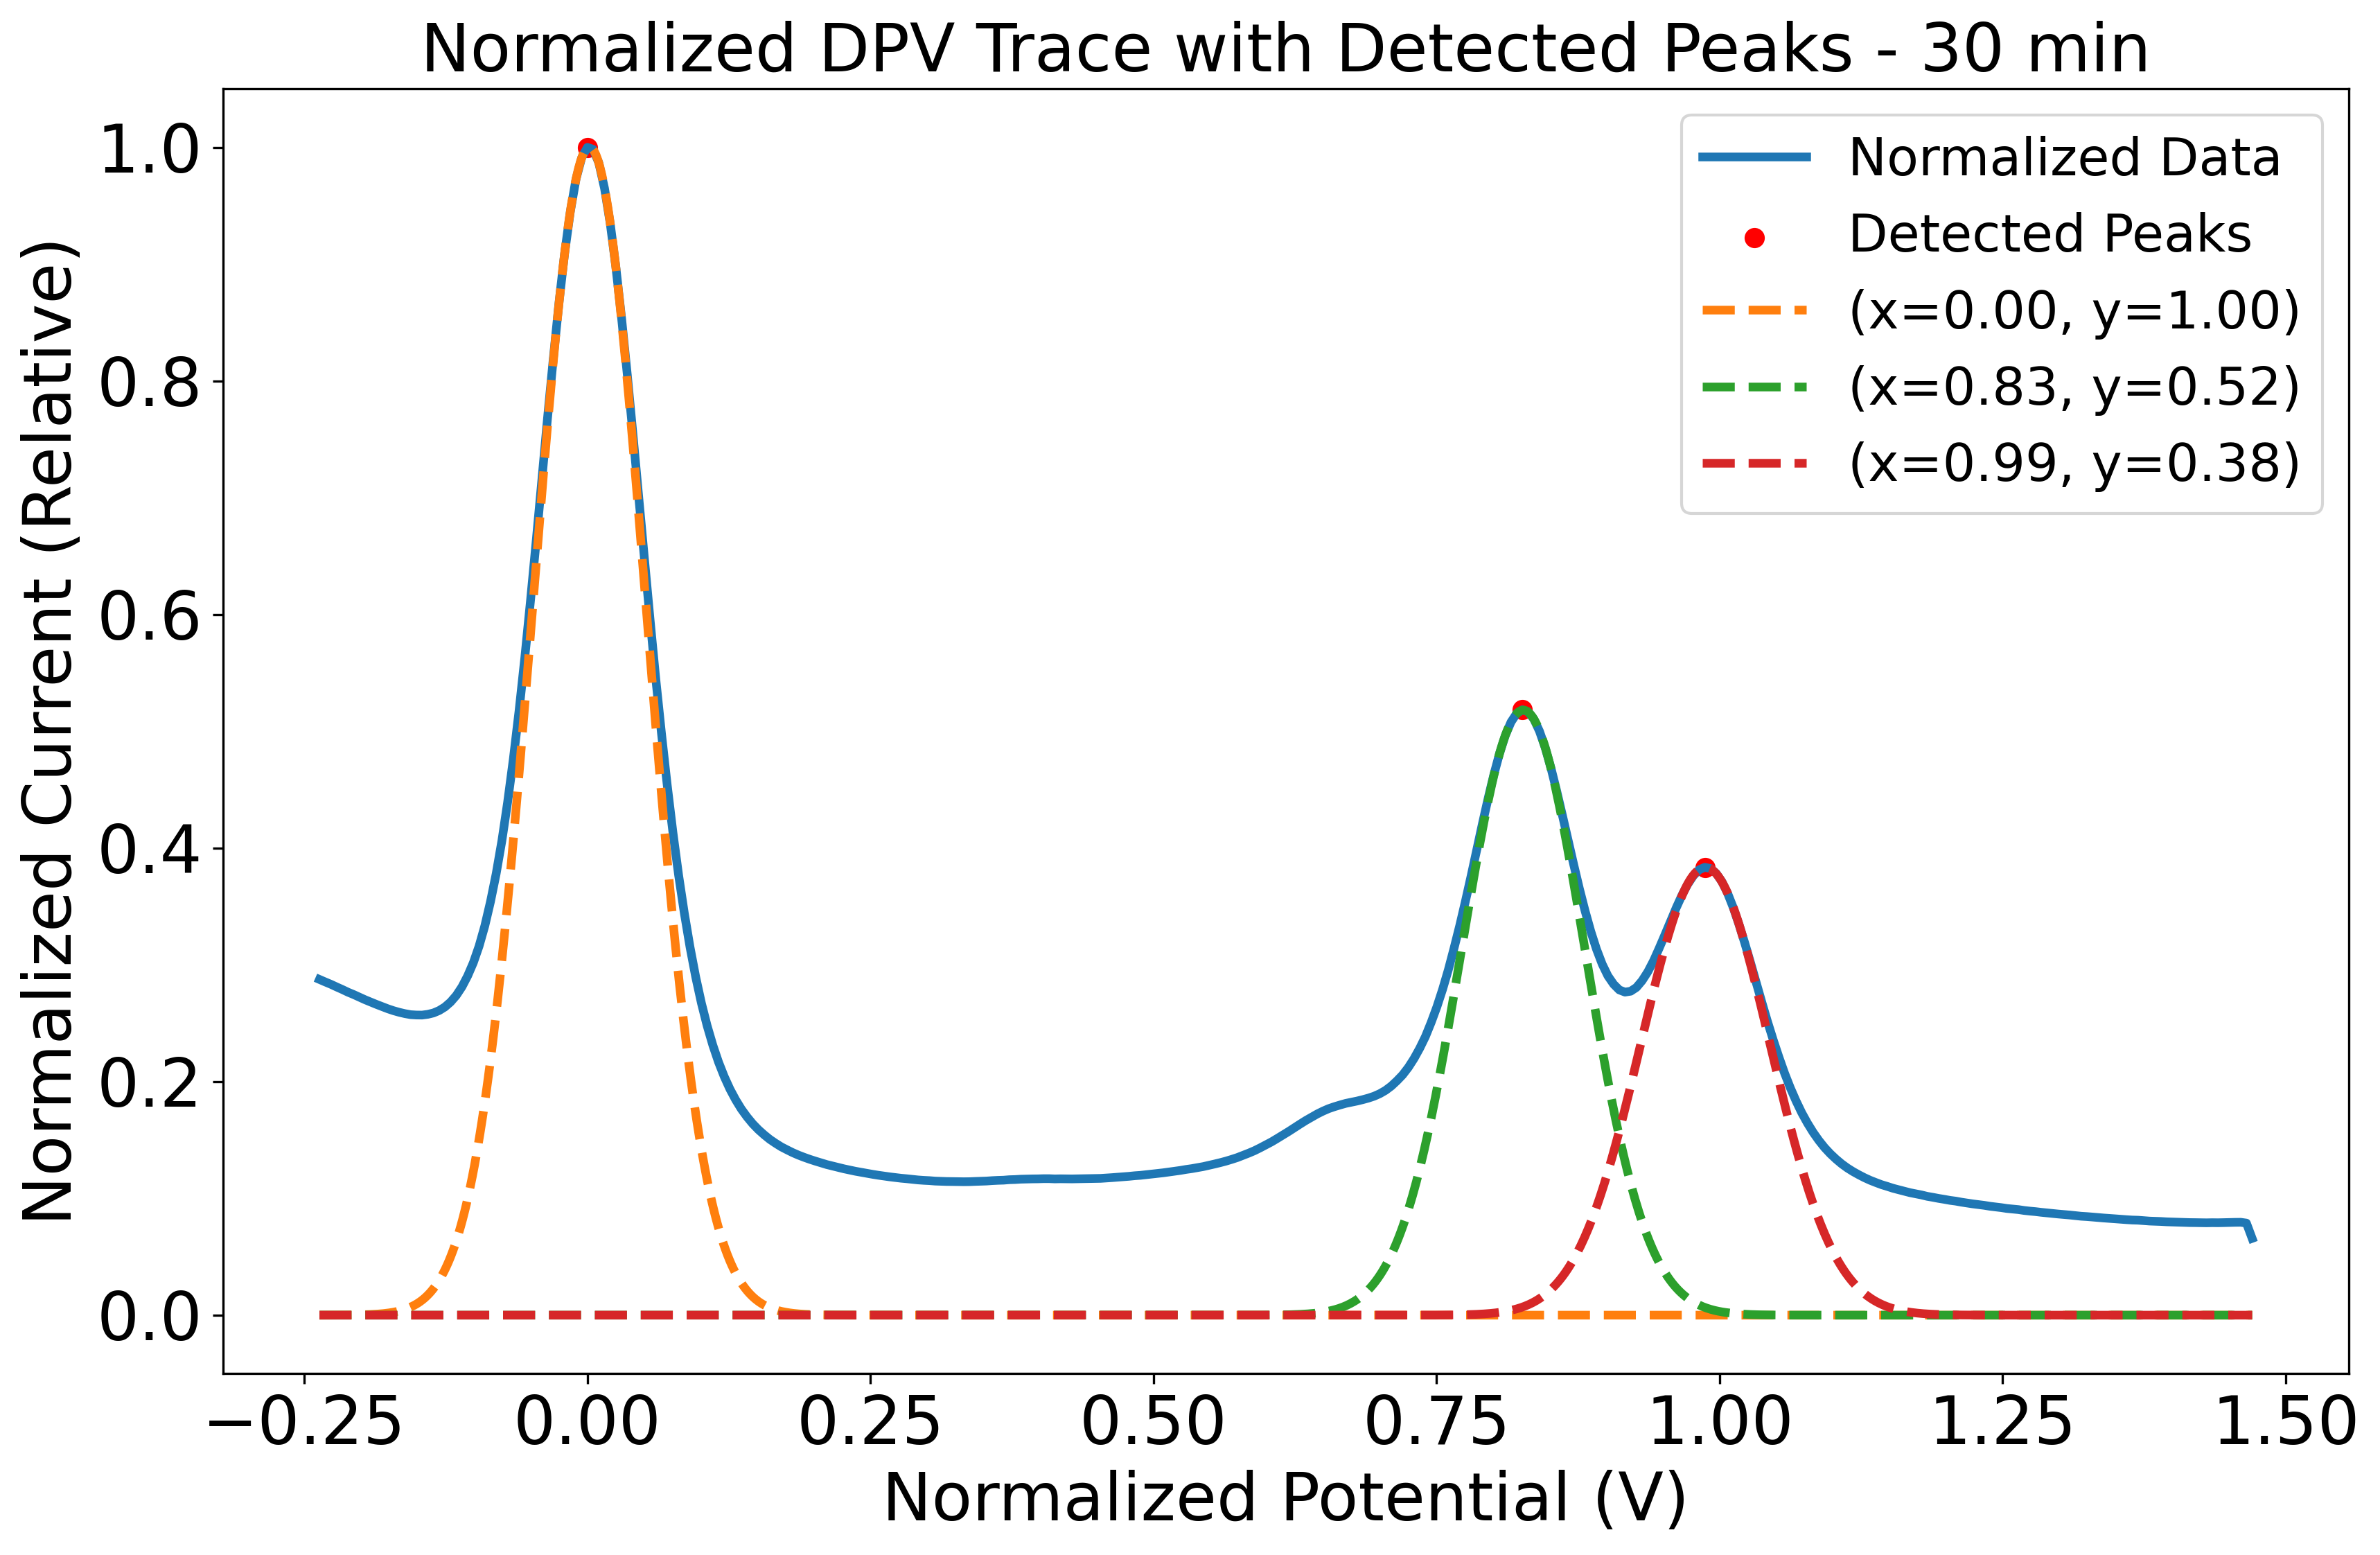 Normalized DPV Trace with Detected Peaks - 30 min
Normalized Data
Detected Peaks
(x=0.00, y=1.00)
(x=0.83, y=0.52)
(x=0.99, y=0.38)
Normalized Current (Relative)
1.0
0.8
0.6
0.4
0.2
0.0
−0.25 0.00 0.25 0.50 0.75 1.00 1.25 1.50
Normalized Potential (V)